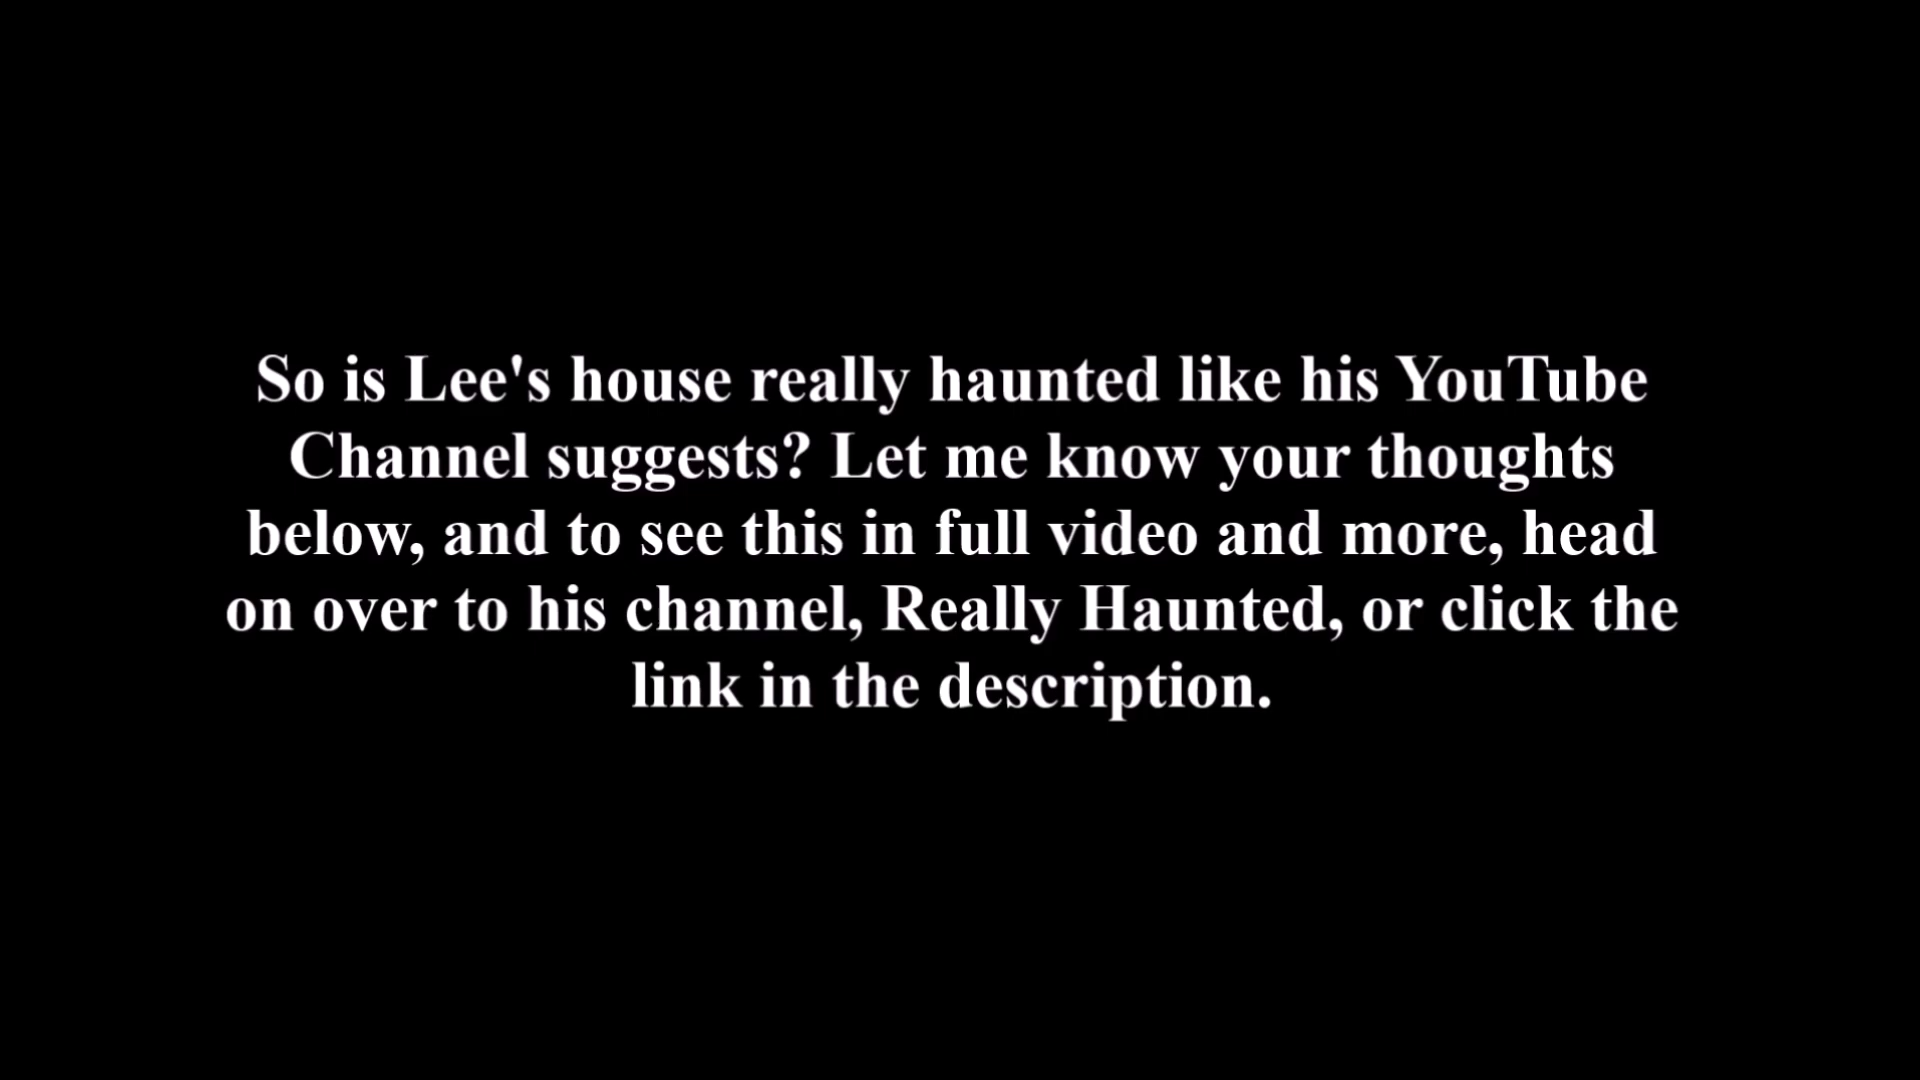 So is Lee's house really haunted like his YouTube
Channel suggests? Let me know your thoughts
below, and to see this in full video and more, head
on over to his channel, Really Haunted, or click the
link in the description.